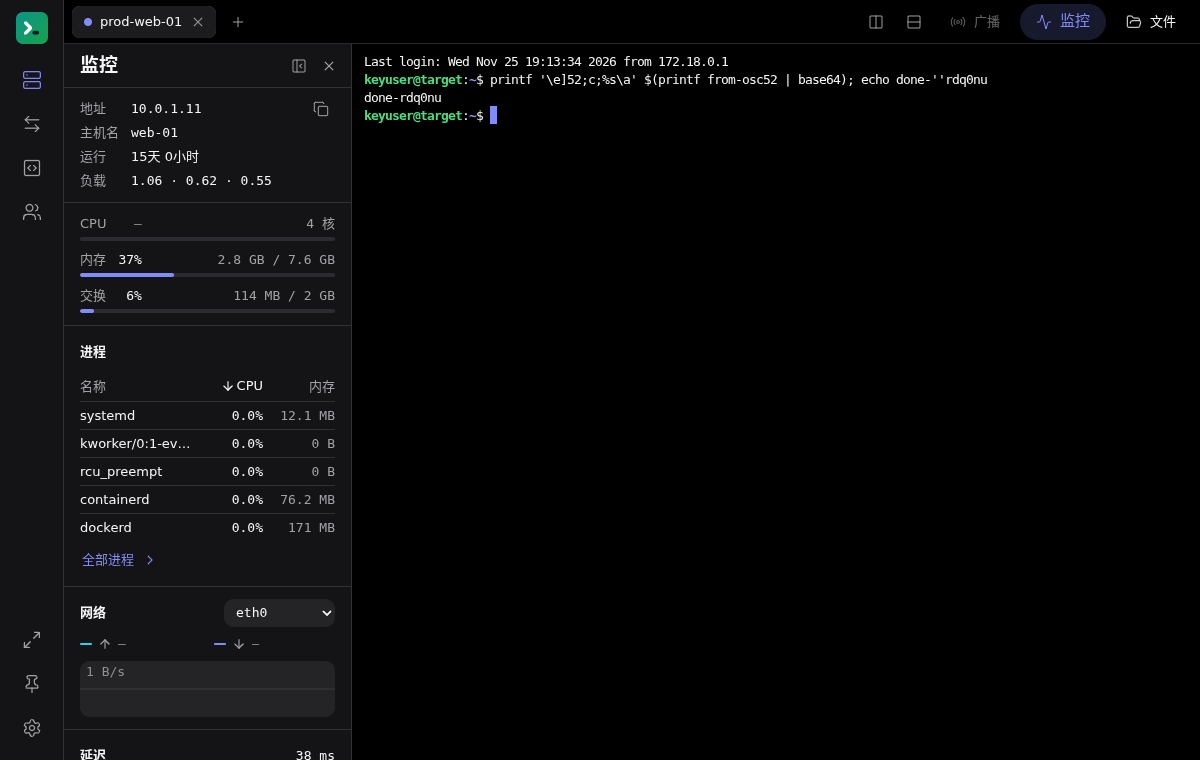 prod-web-01
广播
监控
文件
监控
地址 10.0.1.11
主机名 web-01
运行 15天 0小时
负载 1.06 · 0.62 · 0.55
CPU — 4 核
内存 37% 2.8 GB / 7.6 GB
交换 6% 114 MB / 2 GB
进程
名称 ↓ CPU 内存
systemd 0.0% 12.1 MB
kworker/0:1-ev… 0.0% 0 B
rcu_preempt 0.0% 0 B
containerd 0.0% 76.2 MB
dockerd 0.0% 171 MB
全部进程
网络 eth0
↑ — ↓ —
1 B/s
延迟 38 ms
Last login: Wed Nov 25 19:13:34 2026 from 172.18.0.1
keyuser@target:~$ printf '\e]52;c;%s\a' $(printf from-osc52 | base64); echo done-''rdq0nu
done-rdq0nu
keyuser@target:~$